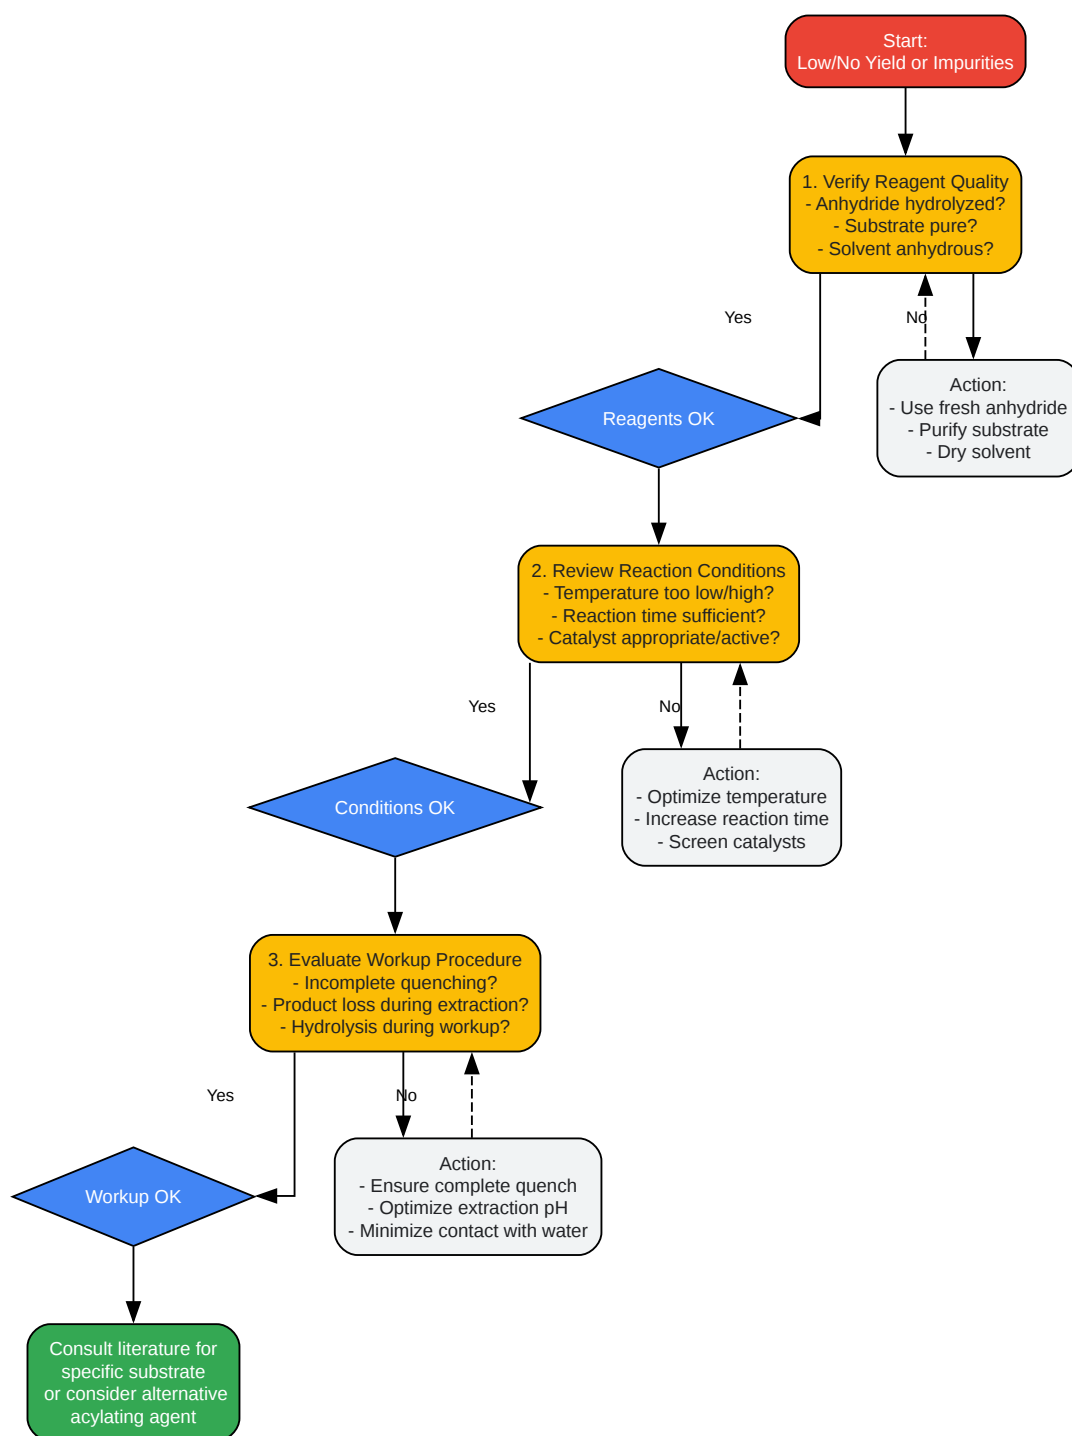 Start:
Low/No Yield or Impurities
1. Verify Reagent Quality
- Anhydride hydrolyzed?
- Substrate pure?
- Solvent anhydrous?
Yes
No
Action:
- Use fresh anhydride
- Purify substrate
- Dry solvent
Reagents OK
2. Review Reaction Conditions
- Temperature too low/high?
- Reaction time sufficient?
- Catalyst appropriate/active?
Yes
No
Action:
- Optimize temperature
- Increase reaction time
- Screen catalysts
Conditions OK
3. Evaluate Workup Procedure
- Incomplete quenching?
- Product loss during extraction?
- Hydrolysis during workup?
Yes
No
Action:
- Ensure complete quench
- Optimize extraction pH
- Minimize contact with water
Workup OK
Consult literature for
specific substrate
or consider alternative
acylating agent